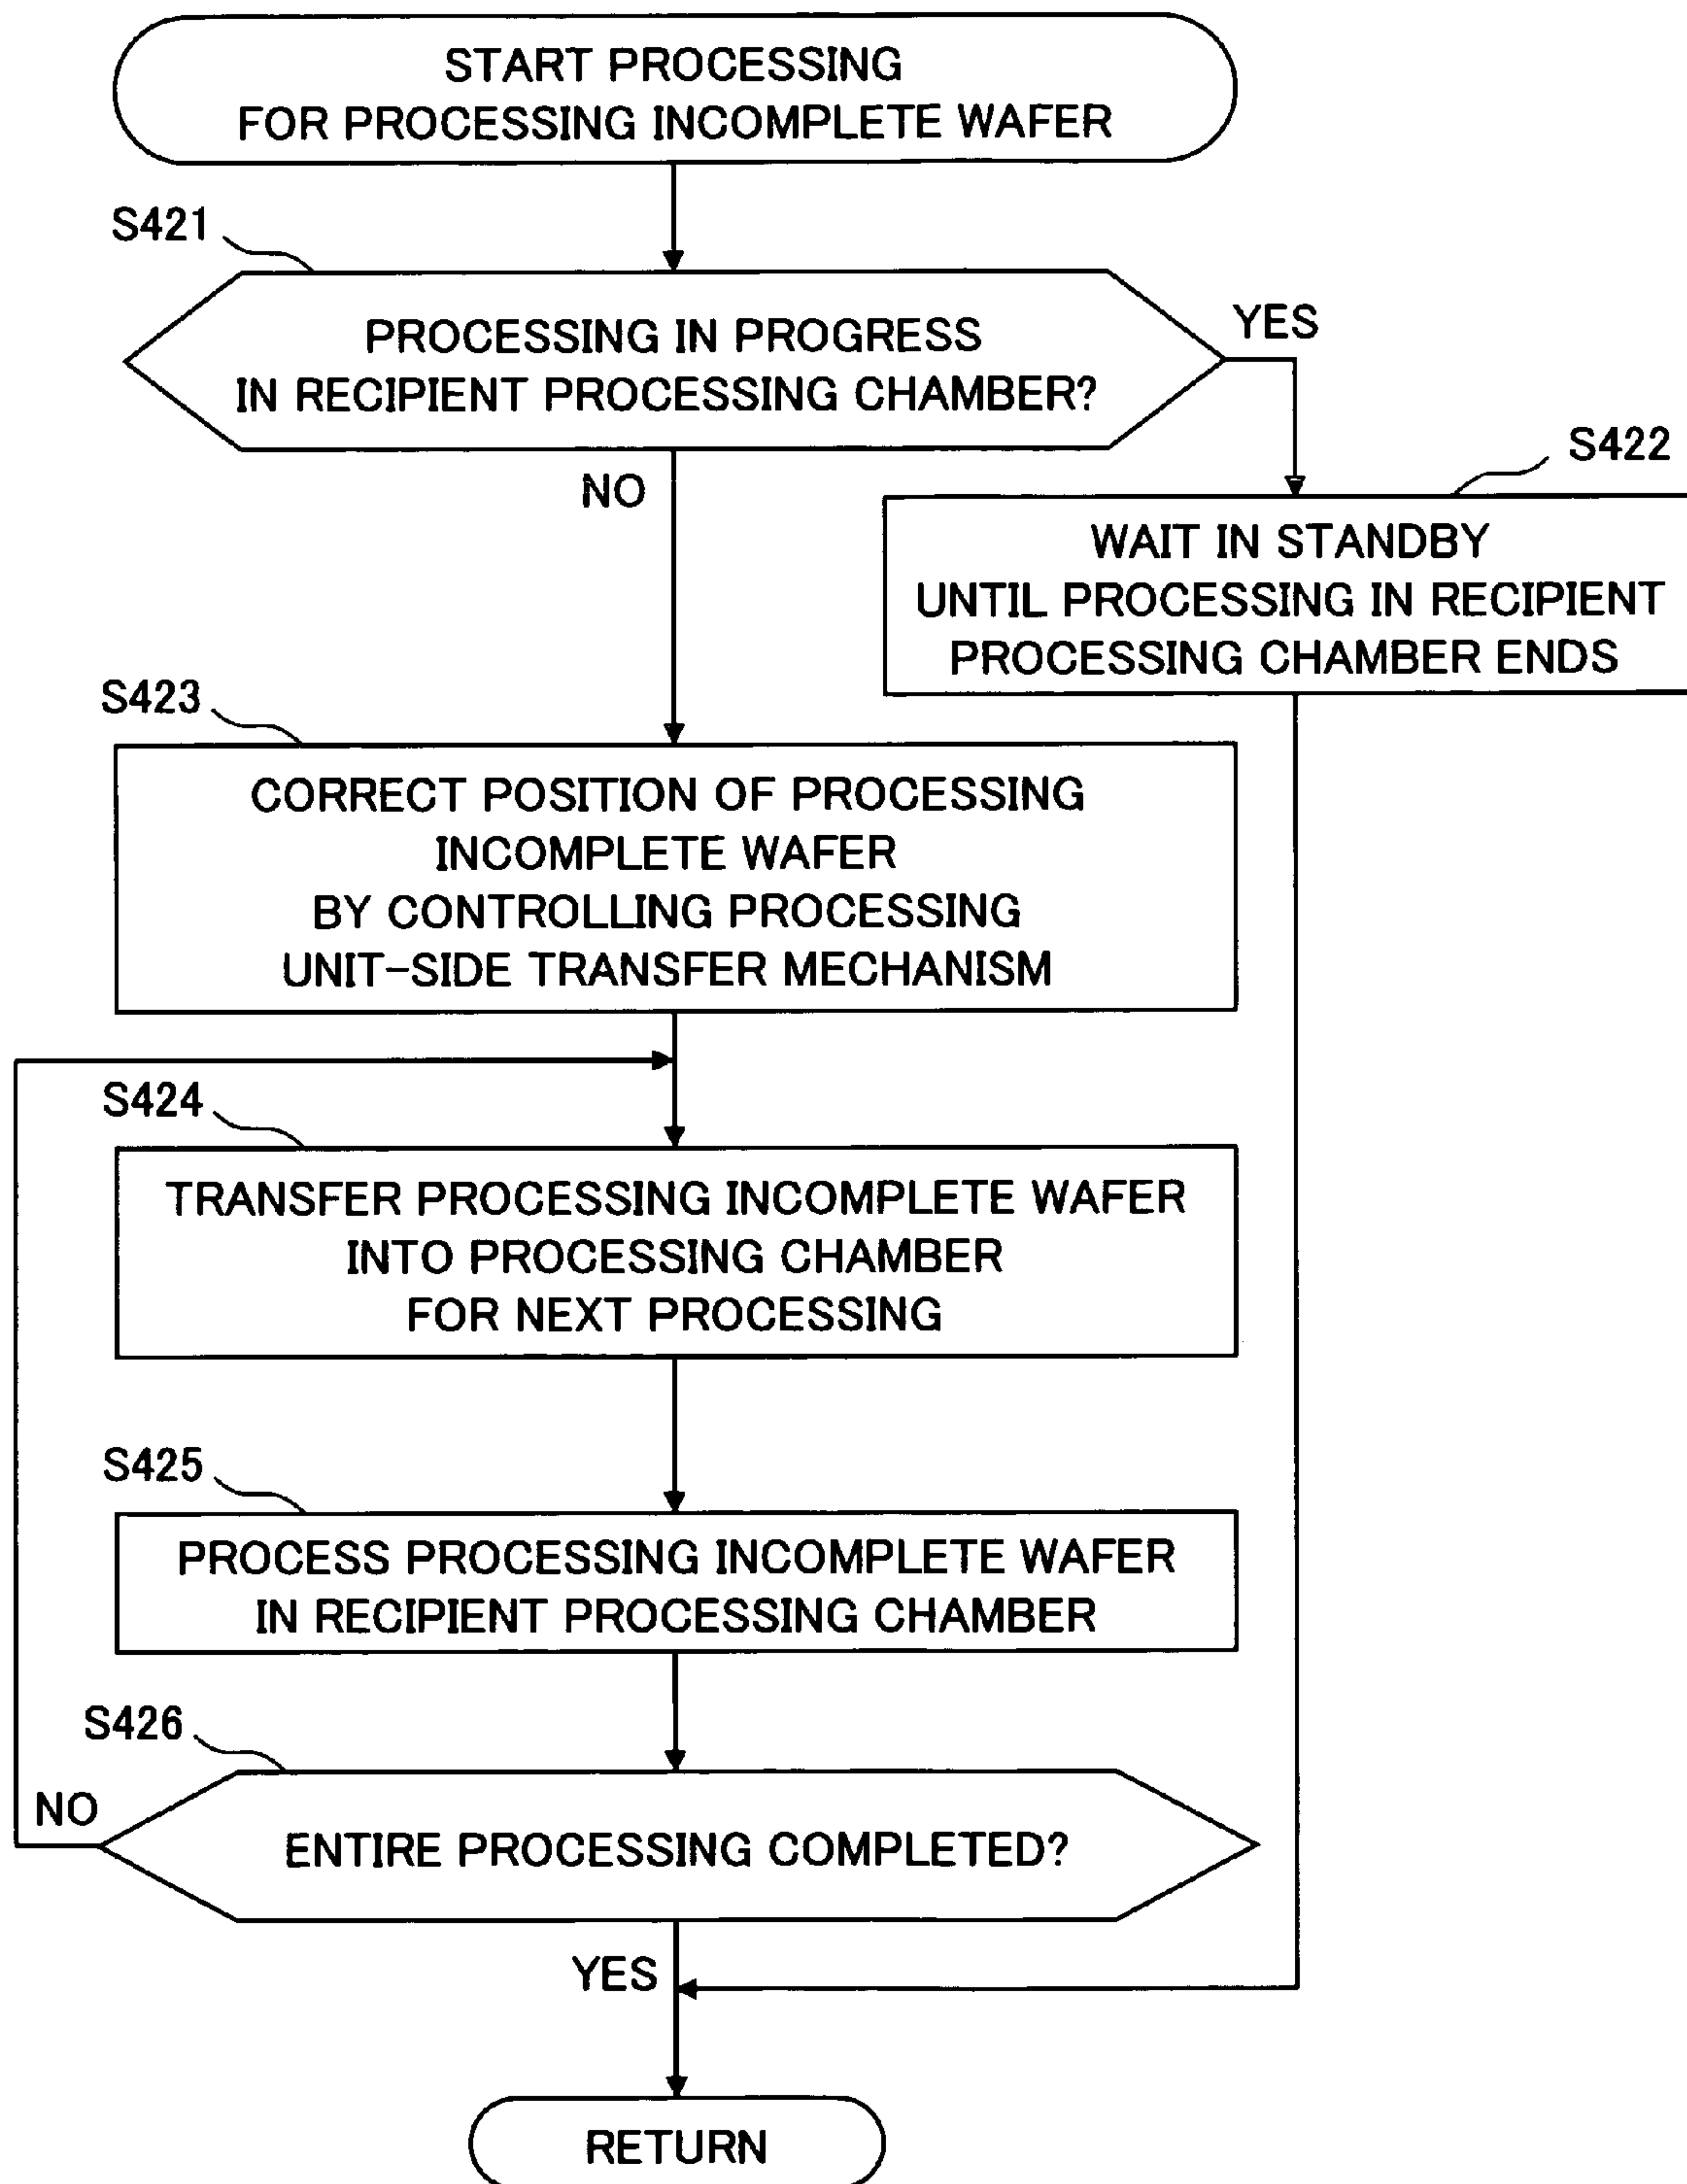 START PROCESSING
FOR PROCESSING INCOMPLETE WAFER
S421
PROCESSING IN PROGRESS
IN RECIPIENT PROCESSING CHAMBER?
YES
NO
S422
WAIT IN STANDBY
UNTIL PROCESSING IN RECIPIENT
PROCESSING CHAMBER ENDS
S423
CORRECT POSITION OF PROCESSING
INCOMPLETE WAFER
BY CONTROLLING PROCESSING
UNIT-SIDE TRANSFER MECHANISM
S424
TRANSFER PROCESSING INCOMPLETE WAFER
INTO PROCESSING CHAMBER
FOR NEXT PROCESSING
S425
PROCESS PROCESSING INCOMPLETE WAFER
IN RECIPIENT PROCESSING CHAMBER
S426
NO
ENTIRE PROCESSING COMPLETED?
YES
RETURN